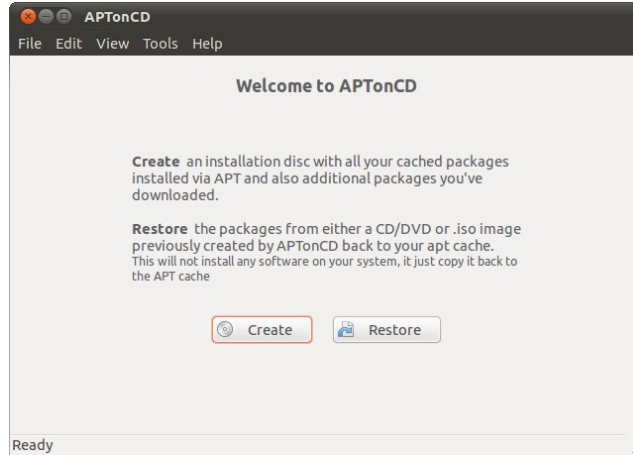 APTonCD
File Edit View Tools Help
Welcome to APTonCD
Create an installation disc with all your cached packages
installed via APT and also additional packages you've
downloaded.
Restore the packages from either a CD/DVD or .iso image
previously created by APTonCD back to your apt cache.
This will not install any software on your system, it just copy it back to
the APT cache
Create Restore
Ready